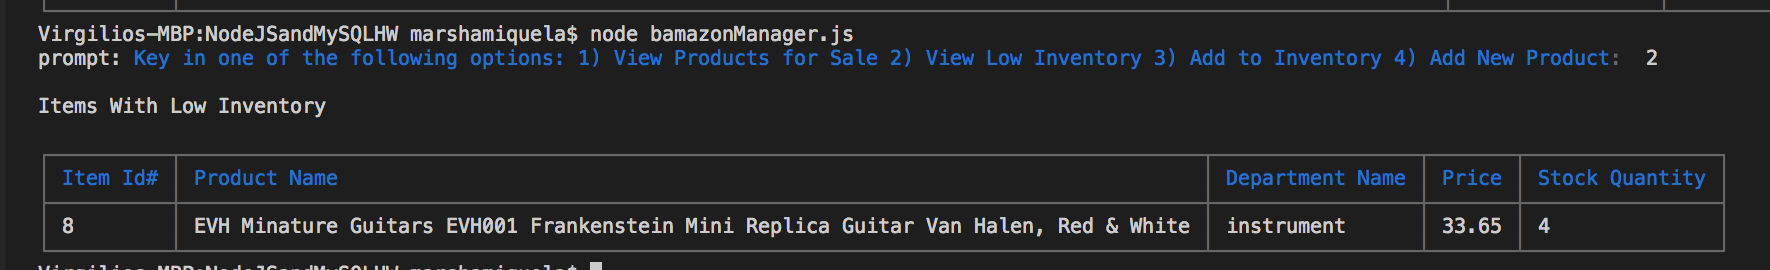 Virgilios-MBP:NodeJSandMySQLHW marshamiquela$ node bamazonManager.js
prompt: Key in one of the following options: 1) View Products for Sale 2) View Low Inventory 3) Add to Inventory 4) Add New Product:  2
Items With Low Inventory
Item Id# Product Name Department Name Price Stock Quantity
8 EVH Minature Guitars EVH001 Frankenstein Mini Replica Guitar Van Halen, Red & White instrument 33.65 4
Virgilios-MBP:NodeJSandMySQLHW marshamiquela$